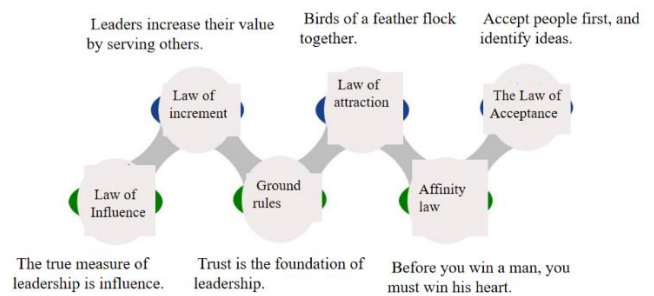 Leaders increase their value
by serving others.
Birds of a feather flock
together.
Accept people first, and
identify ideas.
Law of
increment
Law of
attraction
The Law of
Acceptance
Law of
Influence
Ground
rules
Affinity
law
The true measure of
leadership is influence.
Trust is the foundation of
leadership.
Before you win a man, you
must win his heart.